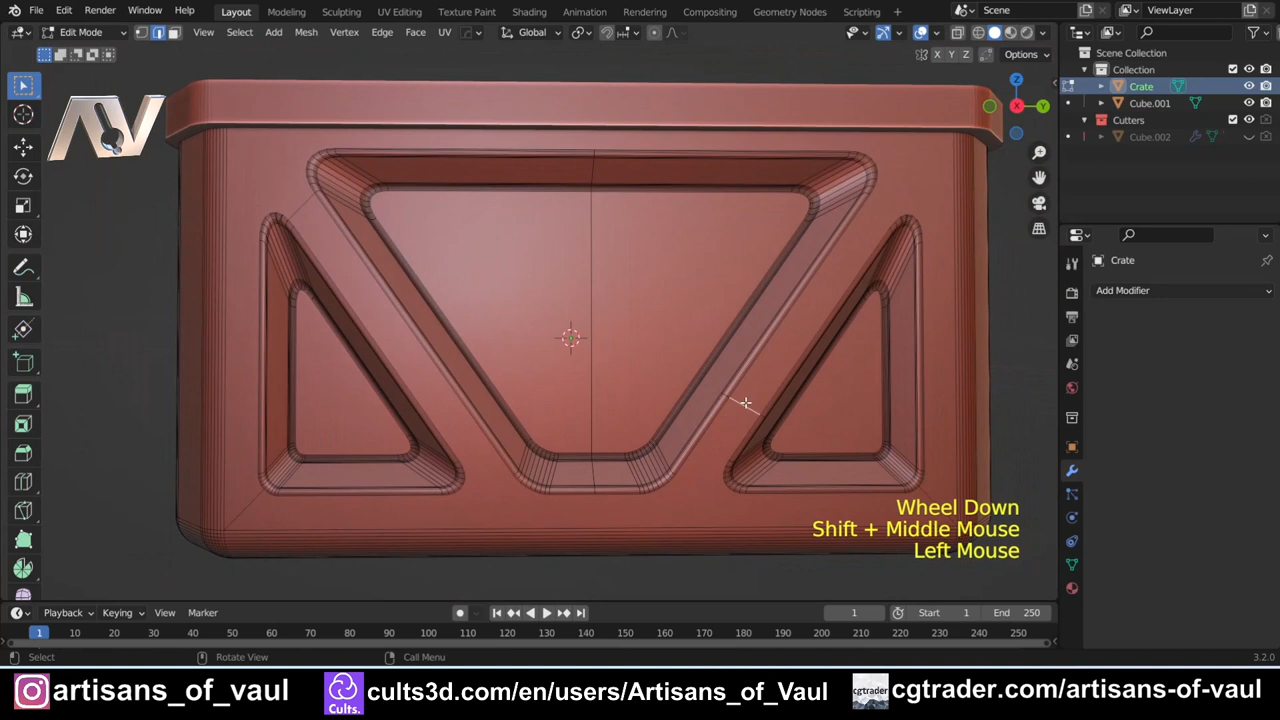 File Edit Render Window Help Layout Modeling Sculpting UV Editing Texture Paint Shading Animation Rendering Compositing Geometry Nodes Scripting + Scene ViewLayer
Edit Mode View Select Add Mesh Vertex Edge Face UV Global
X Y Z Options
Scene Collection
Collection
Crate
Cube.001
Cutters
Cube.002
AV
Z
X
Y
Crate
Add Modifier
Wheel Down
Shift + Middle Mouse
Left Mouse
Playback Keying View Marker 1 Start 1 End 250
1 10 20 30 40 50 60 70 80 90 100 110 120 130 140 150 160 170 180 190 200 210 220 230 240 250
Select Rotate View Call Menu 3.2.0
artisans_of_vaul Cults. cults3d.com/en/users/Artisans_of_Vaul cgtrader.com/artisans-of-vaul